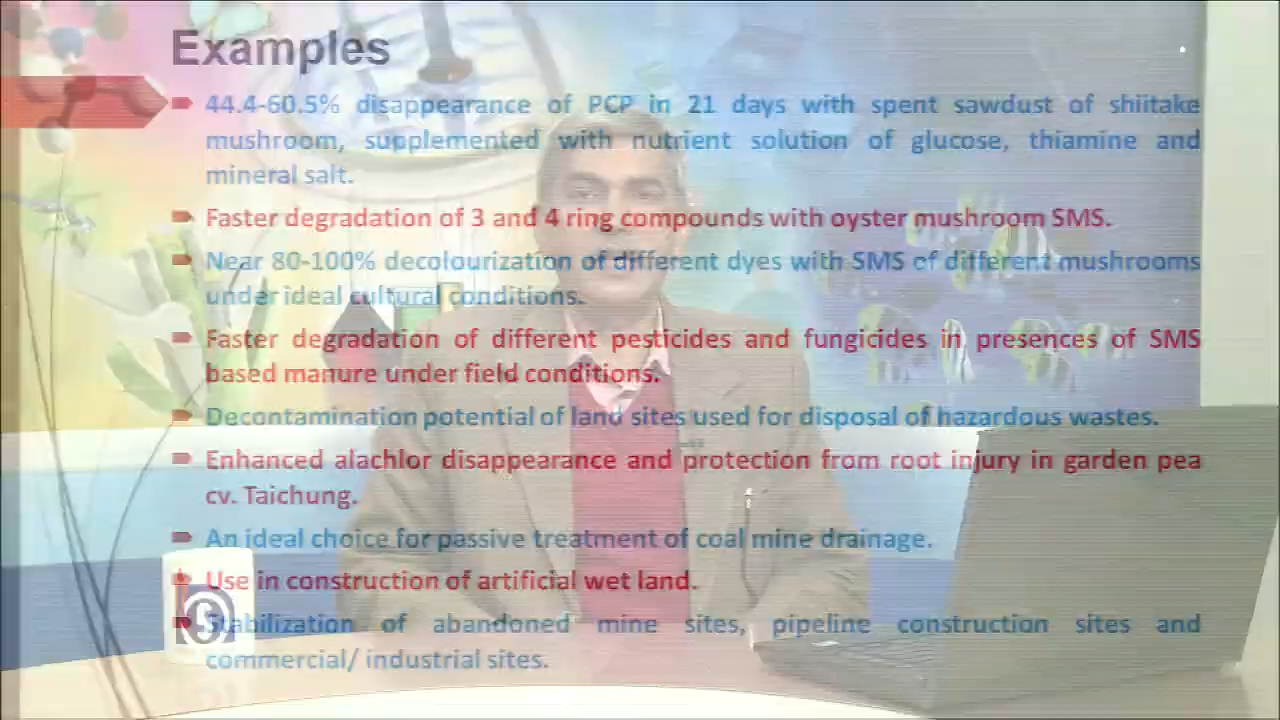 Examples
44.4-60.5% disappearance of PCP in 21 days with spent sawdust of shiitake
mushroom, supplemented with nutrient solution of glucose, thiamine and
mineral salt.
Faster degradation of 3 and 4 ring compounds with oyster mushroom SMS.
Near 80-100% decolourization of different dyes with SMS of different mushrooms
under ideal cultural conditions.
Faster degradation of different pesticides and fungicides in presences of SMS
based manure under field conditions.
Decontamination potential of land sites used for disposal of hazardous wastes.
Enhanced alachlor disappearance and protection from root injury in garden pea
cv. Taichung.
An ideal choice for passive treatment of coal mine drainage.
Use in construction of artificial wet land.
Stabilization of abandoned mine sites, pipeline construction sites and
commercial/ industrial sites.